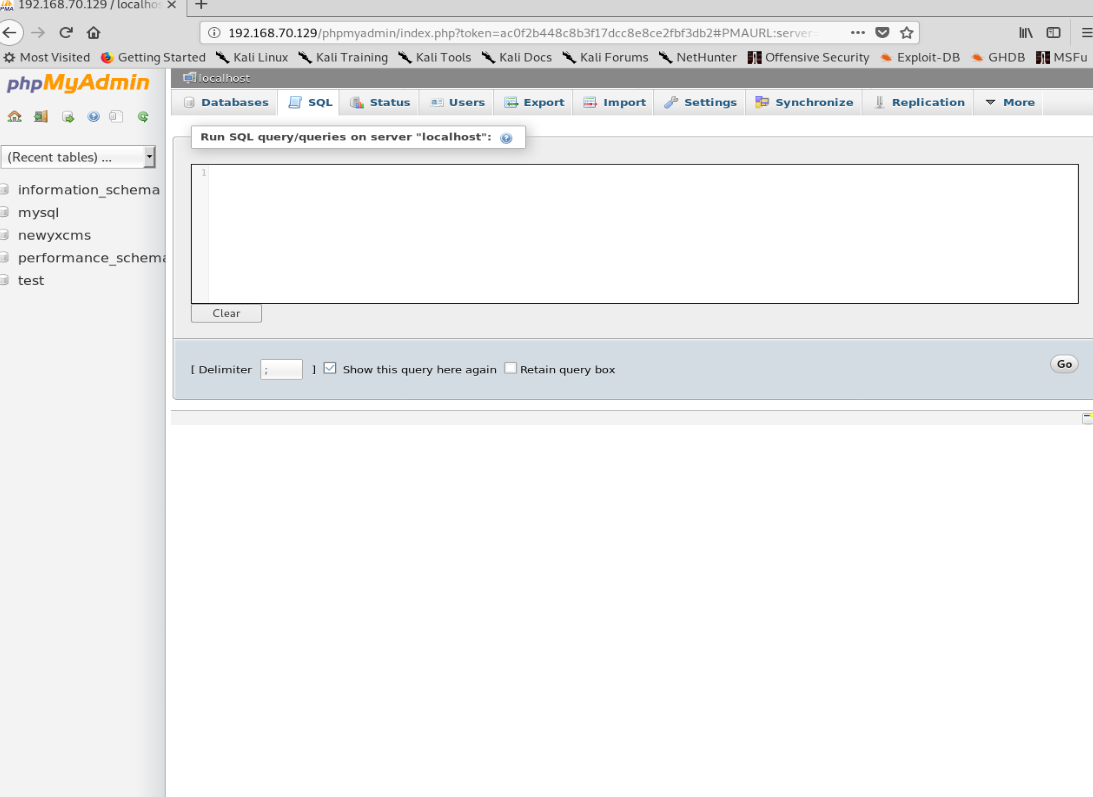 192.168.70.129 / localhos
192.168.70.129/phpmyadmin/index.php?token=ac0f2b448c8b3f17dcc8e8ce2fbf3db2#PMAURL:server
Most Visited Getting Started Kali Linux Kali Training Kali Tools Kali Docs Kali Forums NetHunter Offensive Security Exploit-DB GHDB MSFu
phpMyAdmin
localhost
Databases SQL Status Users Export Import Settings Synchronize Replication More
Run SQL query/queries on server "localhost":
(Recent tables) ...
1
information_schema
mysql
newyxcms
performance_schema
test
Clear
[ Delimiter ; ] Show this query here again Retain query box Go